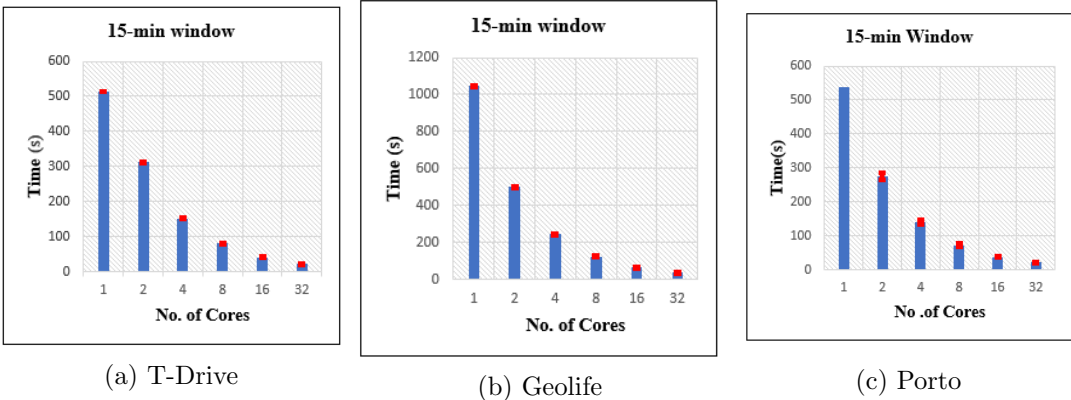 15-min window
600
500
400
300
200
100
0
Time (s)
1 2 4 8 16 32
No. of Cores
(a) T-Drive
15-min window
1200
1000
800
600
400
200
0
Time (s)
1 2 4 8 16 32
No. of Cores
(b) Geolife
15-min Window
600
500
400
300
200
100
0
Time(s)
1 2 4 8 16 32
No .of Cores
(c) Porto